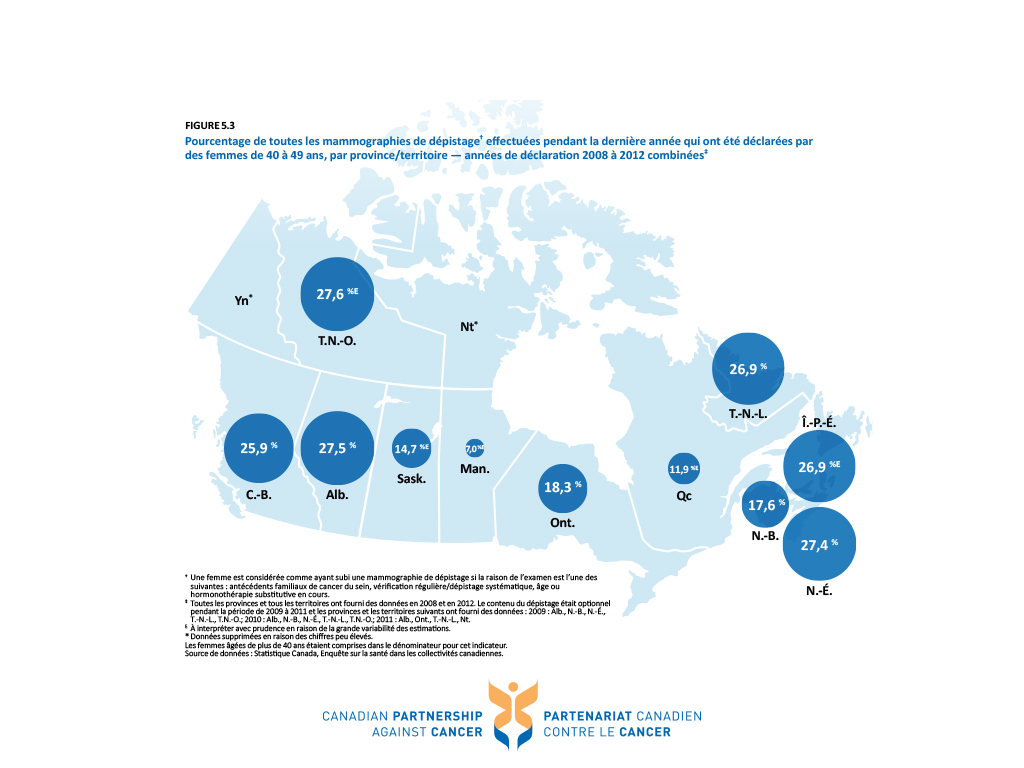 FIGURE 5.3
Pourcentage de toutes les mammographies de dépistage† effectuées pendant la dernière année qui ont été déclarées par
des femmes de 40 à 49 ans, par province/territoire — années de déclaration 2008 à 2012 combinées‡
Yn*
27,6 %E
T.N.-O.
Nt*
26,9 %
T.-N.-L.
25,9 %
C.-B.
27,5 %
Alb.
14,7 %E
Sask.
7,0 %E
Man.
18,3 %
Ont.
11,9 %E
Qc
Î.-P.-É.
26,9 %E
17,6 %
N.-B.
27,4 %
N.-É.
† Une femme est considérée comme ayant subi une mammographie de dépistage si la raison de l'examen est l'une des
suivantes : antécédents familiaux de cancer du sein, vérification régulière/dépistage systématique, âge ou
hormonothérapie substitutive en cours.
‡ Toutes les provinces et tous les territoires ont fourni des données en 2008 et en 2012. Le contenu du dépistage était optionnel
pendant la période de 2009 à 2011 et les provinces et les territoires suivants ont fourni des données : 2009 : Alb., N.-B., N.-É.,
T.-N.-L., T.N.-O.; 2010 : Alb., N.-B., N.-É., T.-N.-L., T.N.-O.; 2011 : Alb., Ont., T.-N.-L., Nt.
E À interpréter avec prudence en raison de la grande variabilité des estimations.
* Données supprimées en raison des chiffres peu élevés.
Les femmes âgées de plus de 40 ans étaient comprises dans le dénominateur pour cet indicateur.
Source de données : Statistique Canada, Enquête sur la santé dans les collectivités canadiennes.
CANADIAN PARTNERSHIP
AGAINST CANCER
PARTENARIAT CANADIEN
CONTRE LE CANCER